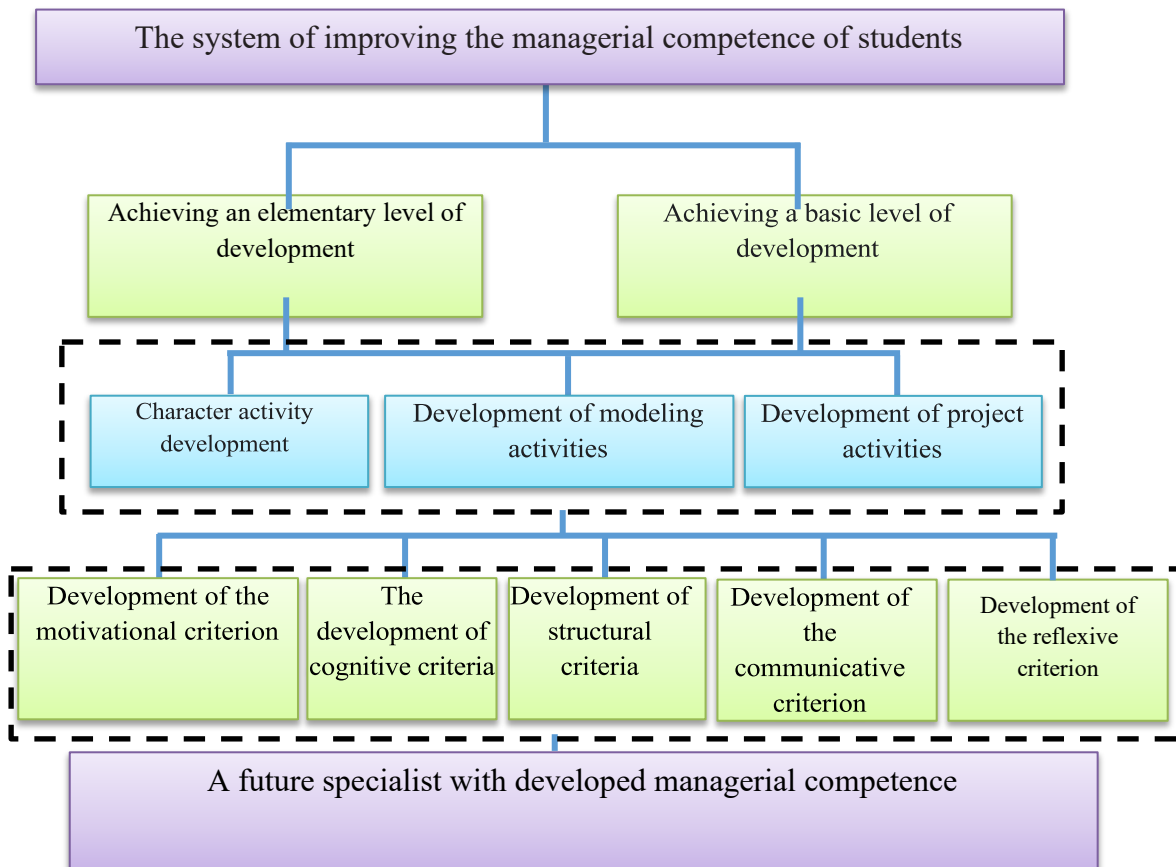 The system of improving the managerial competence of students
Achieving an elementary level of
development
Achieving a basic level of
development
Character activity
development
Development of modeling
activities
Development of project
activities
Development of the
motivational criterion
The
development of
cognitive criteria
Development of
structural
criteria
Development of
the
communicative
criterion
Development of
the reflexive
criterion
A future specialist with developed managerial competence